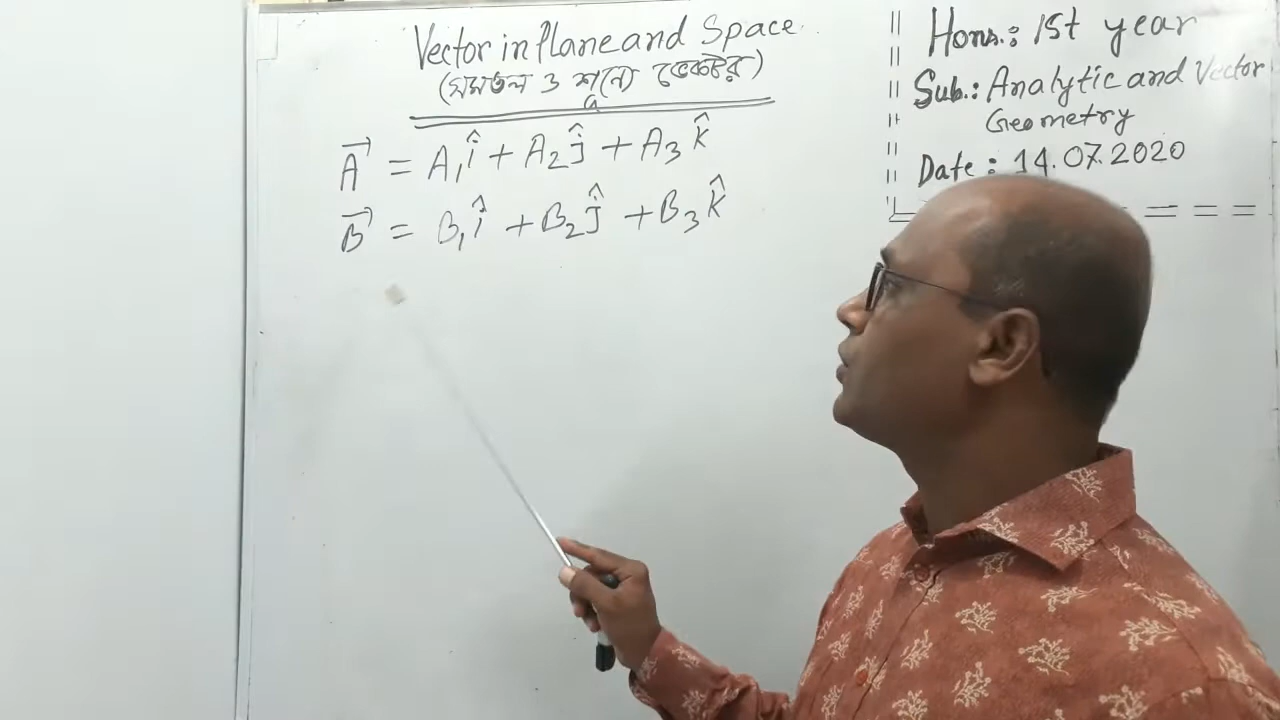 Vector in Plane and Space
(সমতল ও শূন্যে ভেক্টর)
A⃗ = A₁î + A₂ĵ + A₃k̂
B⃗ = B₁î + B₂ĵ + B₃k̂
Hons.: 1st year
Sub.: Analytic and Vector
Geometry
Date: 14.07.2020